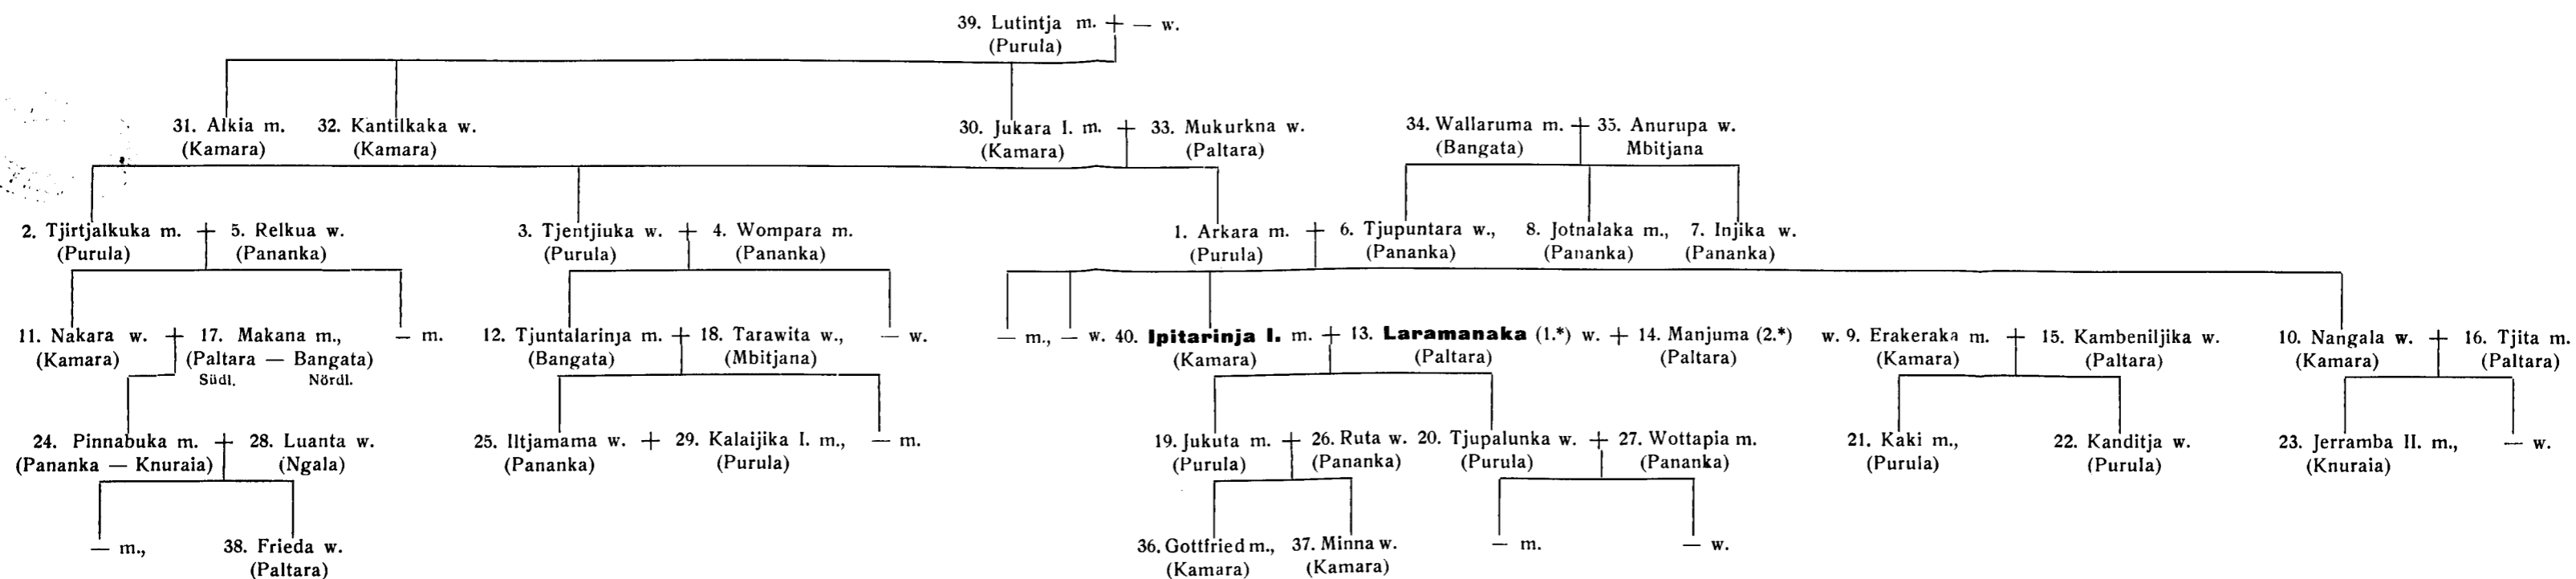 39. Lutintja m. + — w.
(Purula)
31. Alkia m. 32. Kantilkaka w. 30. Jukara I. m. + 33. Mukurkna w. 34. Wallaruma m. + 35. Anurupa w.
(Kamara) (Kamara) (Kamara) (Paltara) (Bangata) Mbitjana
2. Tjirtjalkuka m. + 5. Relkua w. 3. Tjentjiuka w. + 4. Wompara m. 1. Arkara m. + 6. Tjupuntara w., 8. Jotnalaka m., 7. Injika w.
(Purula) (Pananka) (Purula) (Pananka) (Purula) (Pananka) (Pananka) (Pananka)
11. Nakara w. + 17. Makana m., — m. 12. Tjuntalarinja m. + 18. Tarawita w., — w. — m., — w. 40. Ipitarinja I. m. + 13. Laramanaka (1.*) w. + 14. Manjuma (2.*) w. 9. Erakeraka m. + 15. Kambeniljika w. 10. Nangala w. + 16. Tjita m.
(Kamara) (Paltara — Bangata) (Bangata) (Mbitjana) (Kamara) (Paltara) (Paltara) (Kamara) (Paltara) (Kamara) (Paltara)
Südl. Nördl.
24. Pinnabuka m. + 28. Luanta w. 25. Iltjamama w. + 29. Kalaijika I. m., — m. 19. Jukuta m. + 26. Ruta w. 20. Tjupalunka w. + 27. Wottapia m. 21. Kaki m., 22. Kanditja w. 23. Jerramba II. m., — w.
(Pananka — Knuraia) (Ngala) (Pananka) (Purula) (Purula) (Pananka) (Purula) (Pananka) (Purula) (Purula) (Knuraia)
— m., 38. Frieda w. 36. Gottfried m., 37. Minna w. — m. — w.
(Paltara) (Kamara) (Kamara)